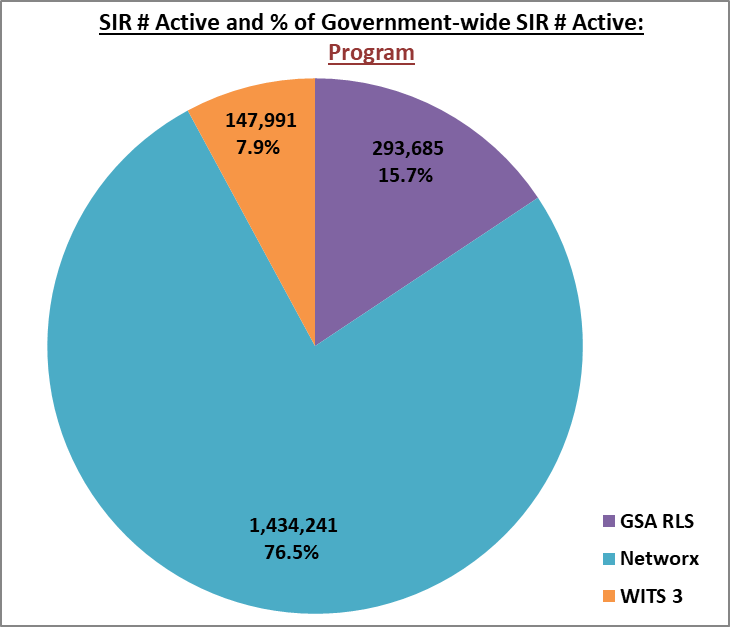 SIR # Active and % of Government-wide SIR # Active:
Program
147,991
7.9%
293,685
15.7%
1,434,241
76.5%
GSA RLS
Networx
WITS 3